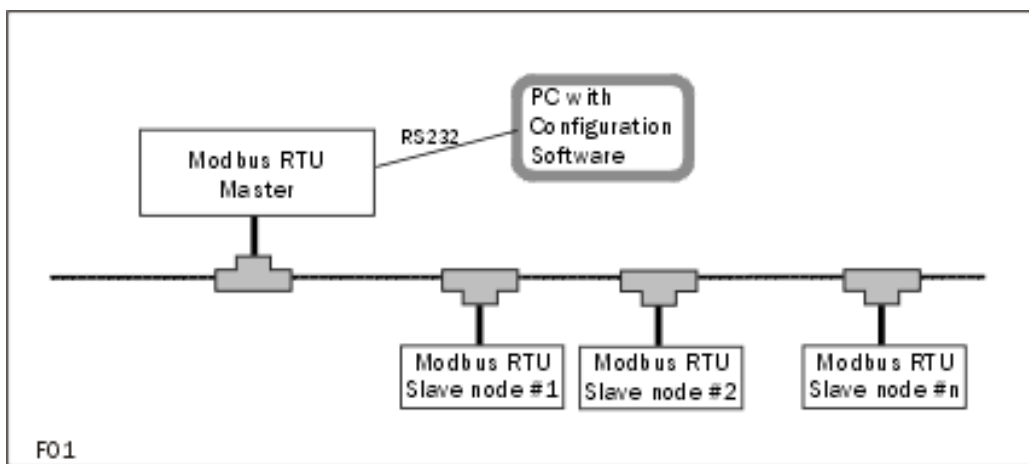 PC with
Configuration
Software
RS232
Modbus RTU
Master
Modbus RTU
Slave node #1
Modbus RTU
Slave node #2
Modbus RTU
Slave node #n
F01